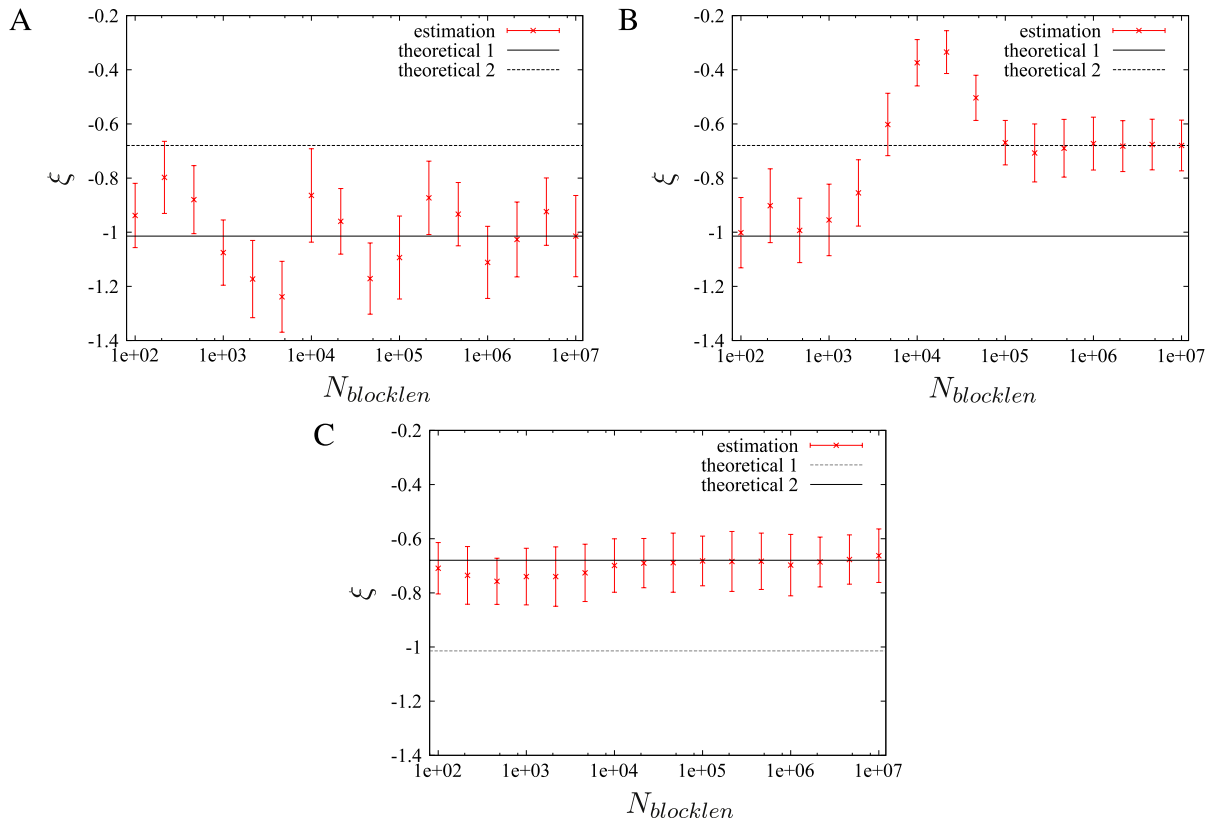 A
-0.2
-0.4
-0.6
-0.8
-1
-1.2
-1.4
ξ
estimation
theoretical 1
theoretical 2
1e+02 1e+03 1e+04 1e+05 1e+06 1e+07
N_blocklen
B
-0.2
-0.4
-0.6
-0.8
-1
-1.2
-1.4
ξ
estimation
theoretical 1
theoretical 2
1e+02 1e+03 1e+04 1e+05 1e+06 1e+07
N_blocklen
C
-0.2
-0.4
-0.6
-0.8
-1
-1.2
-1.4
ξ
estimation
theoretical 1
theoretical 2
1e+02 1e+03 1e+04 1e+05 1e+06 1e+07
N_blocklen